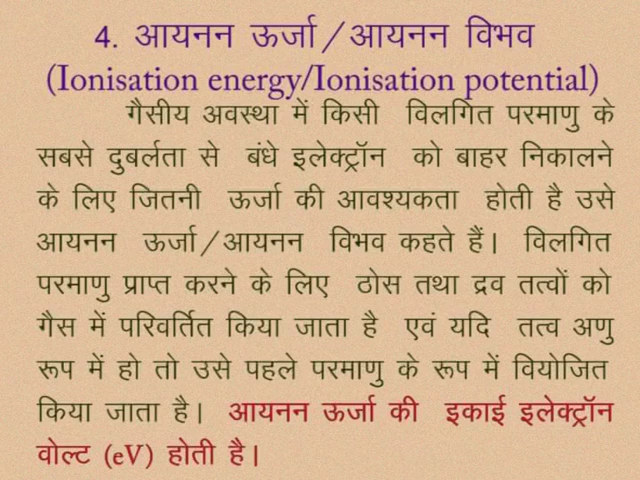 4. आयनन ऊर्जा/आयनन विभव
(Ionisation energy/Ionisation potential)
गैसीय अवस्था में किसी विलगित परमाणु के
सबसे दुबर्लता से बंधे इलेक्ट्रॉन को बाहर निकालने
के लिए जितनी ऊर्जा की आवश्यकता होती है उसे
आयनन ऊर्जा/आयनन विभव कहते हैं। विलगित
परमाणु प्राप्त करने के लिए ठोस तथा द्रव तत्वों को
गैस में परिवर्तित किया जाता है एवं यदि तत्व अणु
रूप में हो तो उसे पहले परमाणु के रूप में वियोजित
किया जाता है। आयनन ऊर्जा की इकाई इलेक्ट्रॉन
वोल्ट (eV) होती है।